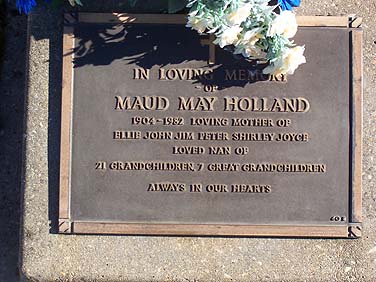 IN LOVING MEMORY
OF
MAUD MAY HOLLAND
1904-1982 LOVING MOTHER OF
ELLIE JOHN JIM PETER SHIRLEY JOYCE
LOVED NAN OF
21 GRANDCHILDREN, 7 GREAT GRANDCHILDREN
ALWAYS IN OUR HEARTS